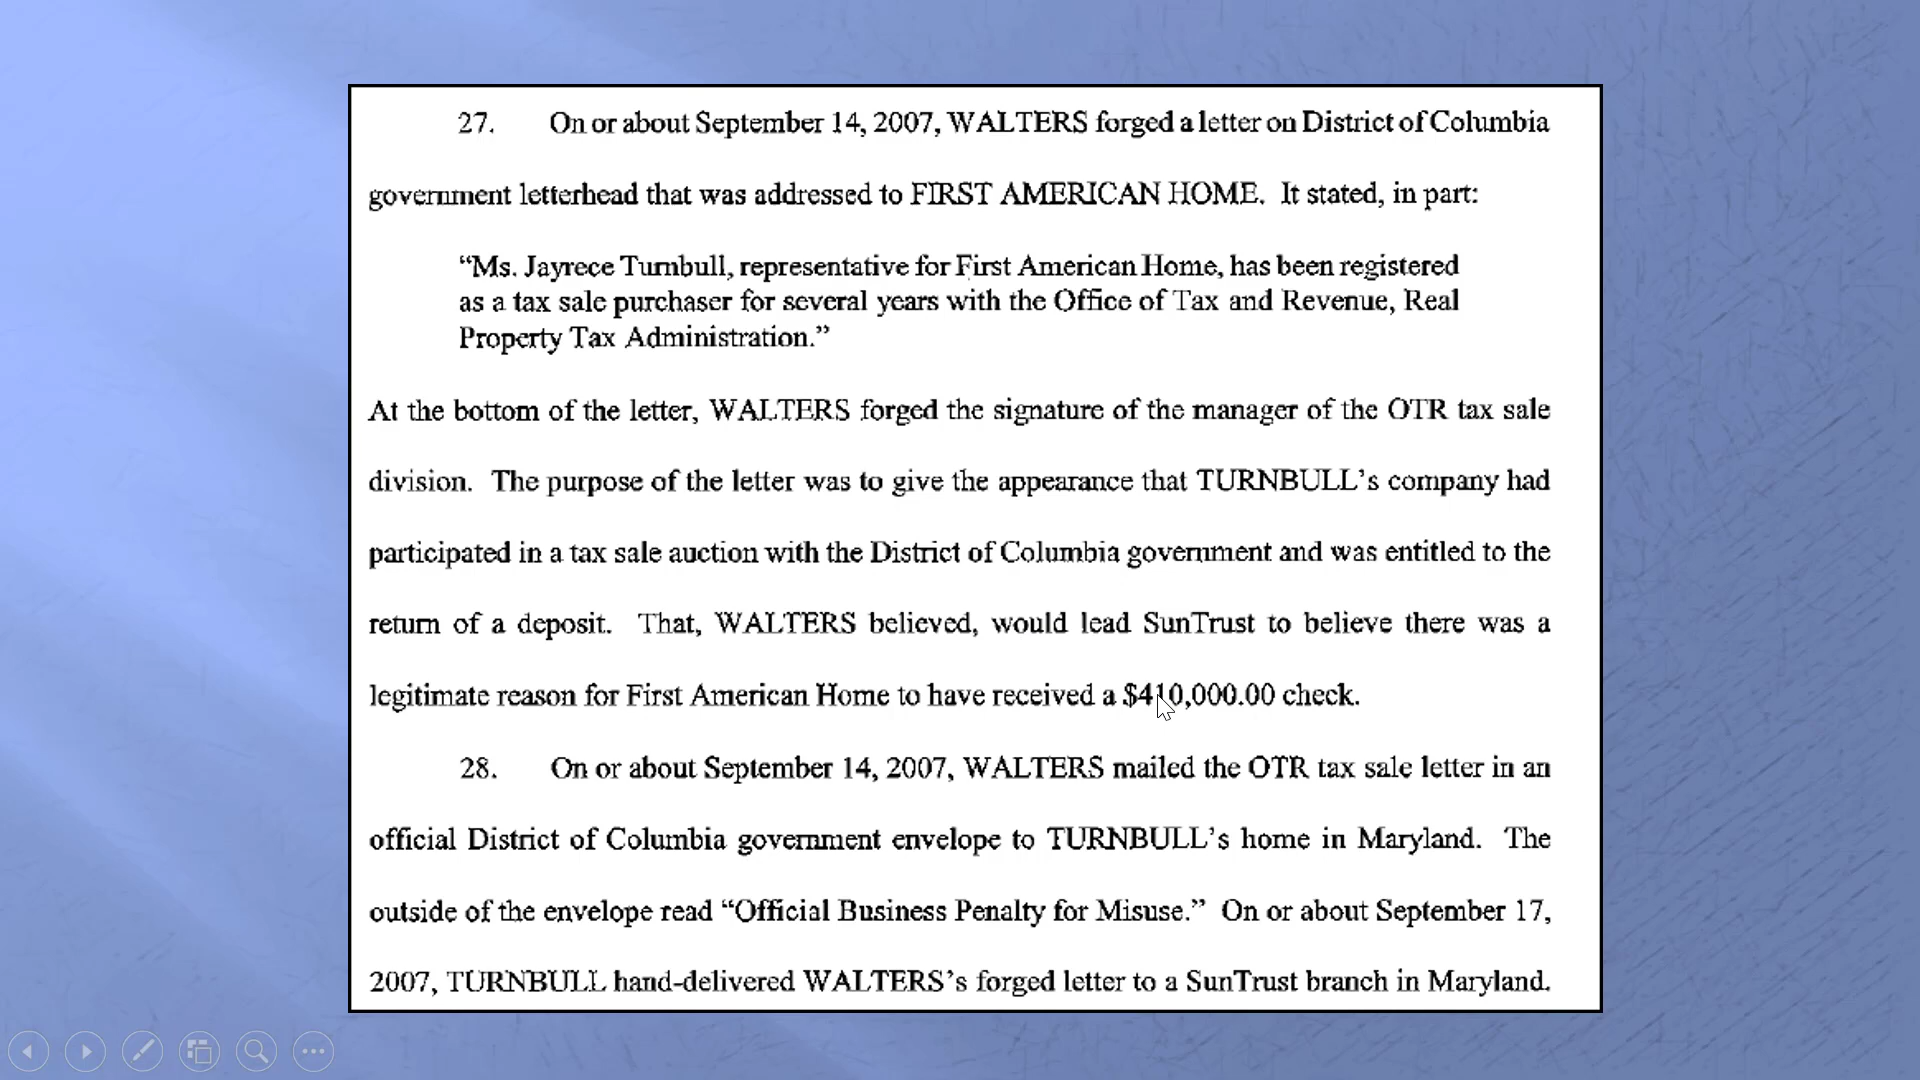 27. On or about September 14, 2007, WALTERS forged a letter on District of Columbia
government letterhead that was addressed to FIRST AMERICAN HOME. It stated, in part:
“Ms. Jayrece Turnbull, representative for First American Home, has been registered
as a tax sale purchaser for several years with the Office of Tax and Revenue, Real
Property Tax Administration.”
At the bottom of the letter, WALTERS forged the signature of the manager of the OTR tax sale
division. The purpose of the letter was to give the appearance that TURNBULL’s company had
participated in a tax sale auction with the District of Columbia government and was entitled to the
return of a deposit. That, WALTERS believed, would lead SunTrust to believe there was a
legitimate reason for First American Home to have received a $410,000.00 check.
28. On or about September 14, 2007, WALTERS mailed the OTR tax sale letter in an
official District of Columbia government envelope to TURNBULL’s home in Maryland. The
outside of the envelope read “Official Business Penalty for Misuse.” On or about September 17,
2007, TURNBULL hand-delivered WALTERS’s forged letter to a SunTrust branch in Maryland.